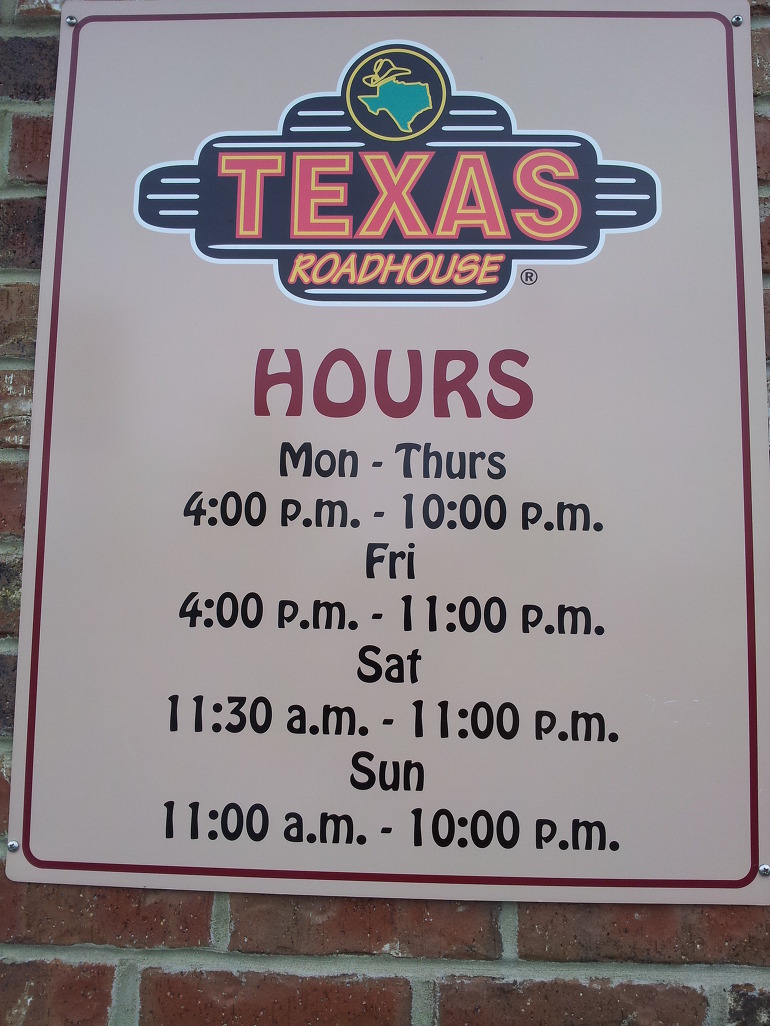 TEXAS
ROADHOUSE ®
HOURS
Mon - Thurs
4:00 p.m. - 10:00 p.m.
Fri
4:00 p.m. - 11:00 p.m.
Sat
11:30 a.m. - 11:00 p.m.
Sun
11:00 a.m. - 10:00 p.m.